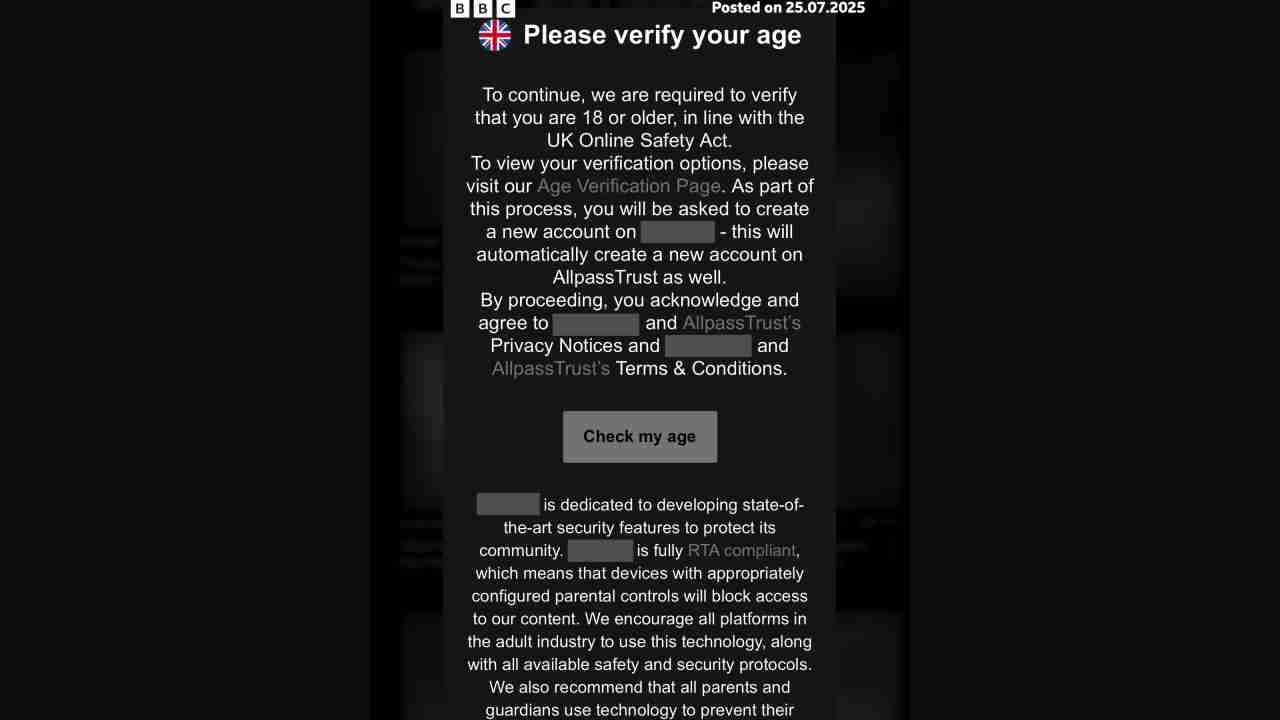 BBC
Posted on 25.07.2025
Please verify your age
To continue, we are required to verify
that you are 18 or older, in line with the
UK Online Safety Act.
To view your verification options, please
visit our Age Verification Page. As part of
this process, you will be asked to create
a new account on - this will
automatically create a new account on
AllpassTrust as well.
By proceeding, you acknowledge and
agree to and AllpassTrust's
Privacy Notices and and
AllpassTrust's Terms & Conditions.
Check my age
is dedicated to developing state-of-
the-art security features to protect its
community. is fully RTA compliant,
which means that devices with appropriately
configured parental controls will block access
to our content. We encourage all platforms in
the adult industry to use this technology, along
with all available safety and security protocols.
We also recommend that all parents and
guardians use technology to prevent their